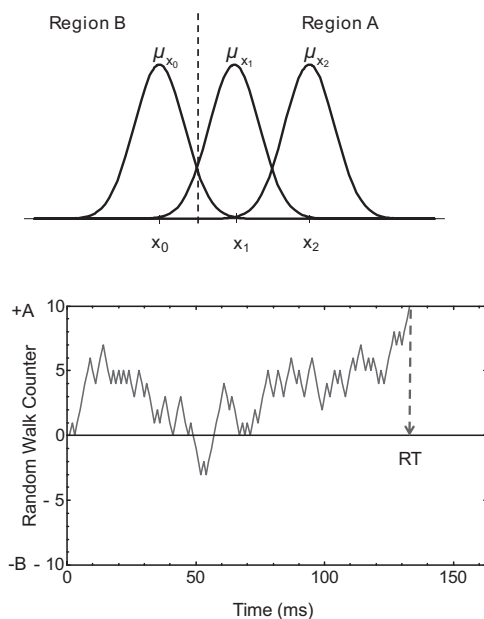 Region B Region A
μx₀ μx₁ μx₂
x₀ x₁ x₂
+A 10
5
0
- 5
-B - 10
Random Walk Counter
RT
0 50 100 150
Time (ms)